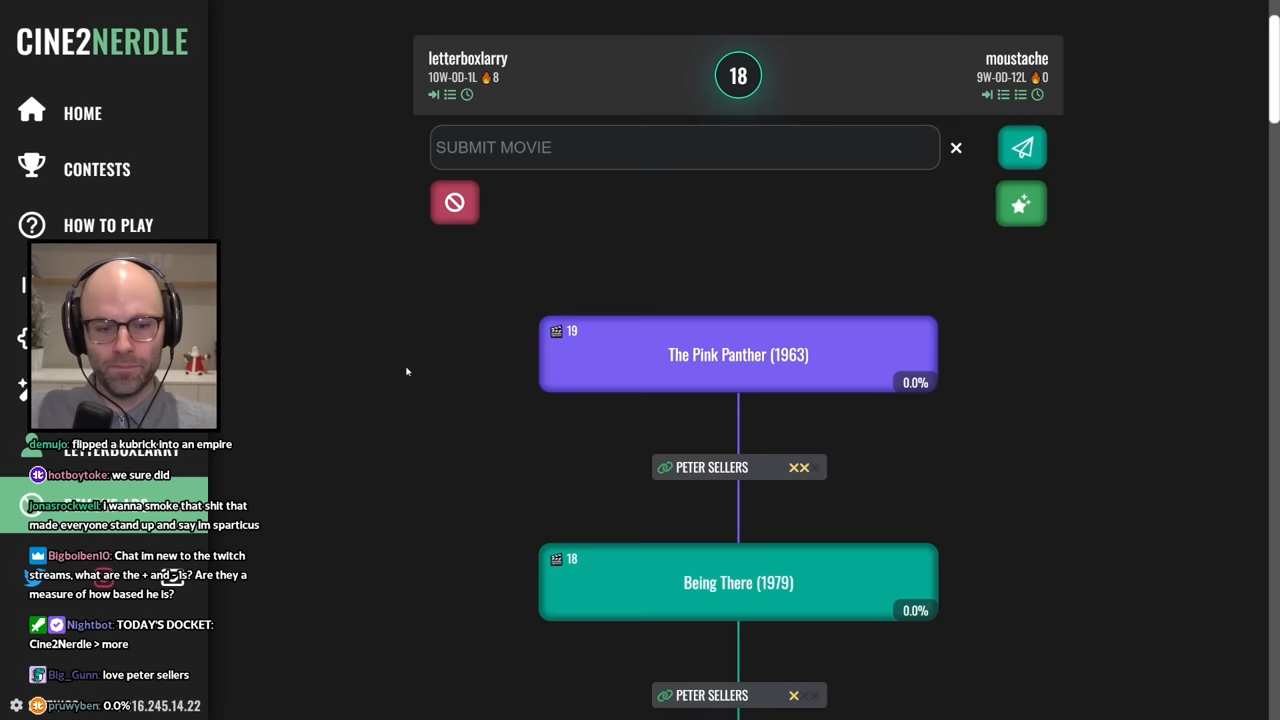 CINE2NERDLE
HOME
CONTESTS
HOW TO PLAY
letterboxlarry
10W-0D-1L 🔥8
18
moustache
9W-0D-12L 🔥0
SUBMIT MOVIE
19
The Pink Panther (1963)
0.0%
PETER SELLERS
18
Being There (1979)
0.0%
PETER SELLERS
LETTERBOXLARRY
demujo: flipped a kubrick into an empire
hotboytoke: we sure did
Jonasrockwell: I wanna smoke that shit that
made everyone stand up and say im sparticus
Bigboiben10: Chat im new to the twitch
streams, what are the + and -1s? Are they a
measure of how based he is?
Nightbot: TODAY'S DOCKET:
Cine2Nerdle > more
Big_Gunn: love peter sellers
pruwyben: 0.0%
16.245.14.22